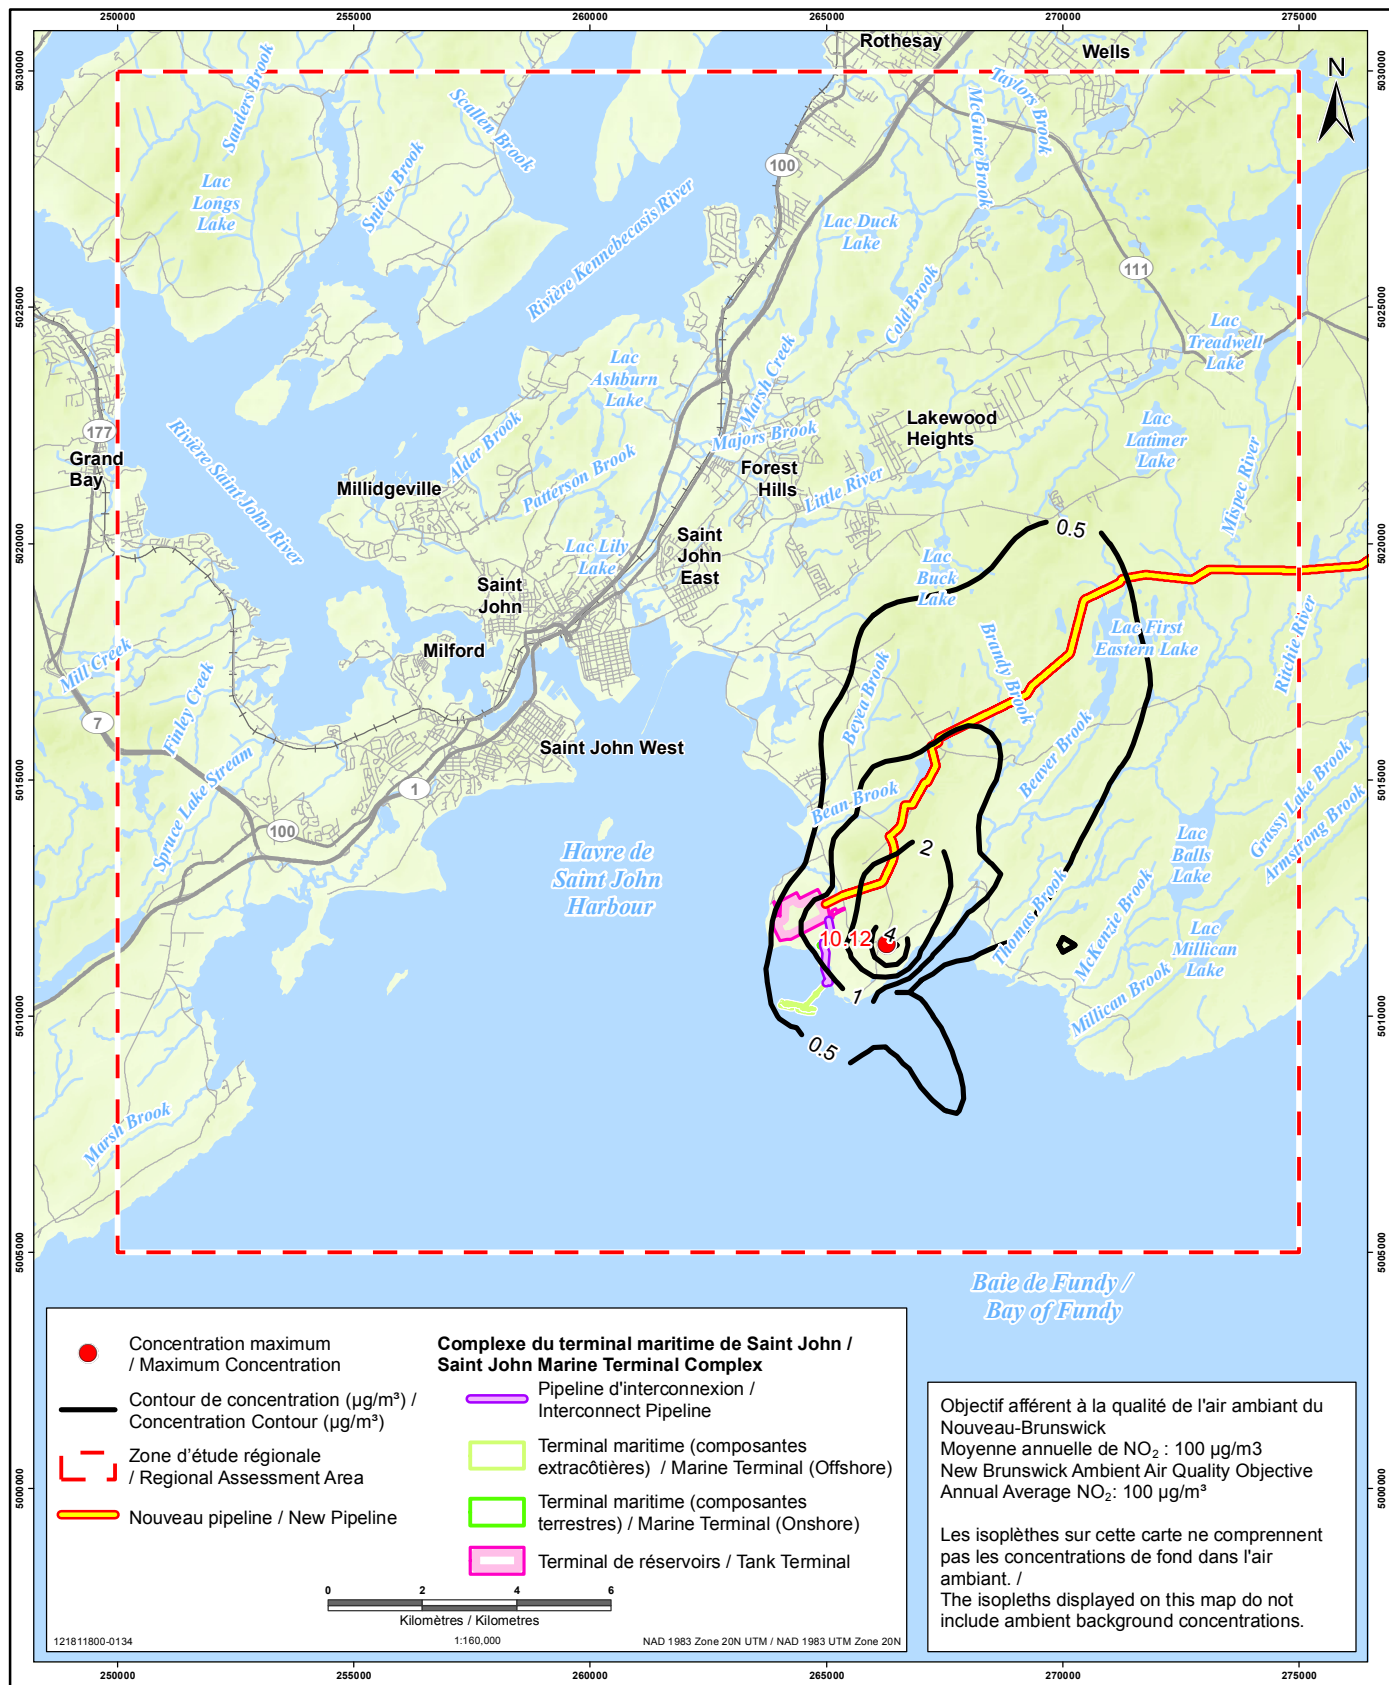 250000
255000
260000
265000
270000
275000
5030000
5030000
Rothesay
Wells
N
Sanders Brook
Scallen Brook
Taylors Brook
McGuire Brook
Snider Brook
100
Lac
Longs
Lake
Rivière Kennebecasis River
Lac Duck
Lake
111
5025000
5025000
Cold Brook
Lac
Treadwell
Lake
Lac
Ashburn
Lake
Marsh Creek
177
Grand
Bay
Rivière Saint John River
Alder Brook
Majors Brook
Lakewood
Heights
Lac
Latimer
Lake
Millidgeville
Patterson Brook
Forest
Hills
Little River
Mispec River
5020000
5020000
0.5
Lac Lily
Lake
Saint
John
East
Lac
Buck
Lake
Saint
John
Milford
Mill Creek
Finley Creek
Lac First
Eastern Lake
Brandy Brook
Ritchie River
Beyea Brook
7
Saint John West
Beaver Brook
5015000
5015000
Spruce Lake Stream
1
100
Bean Brook
Grassy Lake Brook
Armstrong Brook
Havre de
Saint John
Harbour
2
Lac
Balls
Lake
Thomas Brook
McKenzie Brook
10.12
4
Lac
Millican
Lake
1
Millican Brook
5010000
5010000
0.5
Marsh Brook
5005000
5005000
Baie de Fundy /
Bay of Fundy
Concentration maximum
/ Maximum Concentration
Contour de concentration (µg/m³) /
Concentration Contour (µg/m³)
Zone d'étude régionale
/ Regional Assessment Area
Nouveau pipeline / New Pipeline
Complexe du terminal maritime de Saint John /
Saint John Marine Terminal Complex
Pipeline d'interconnexion /
Interconnect Pipeline
Terminal maritime (composantes
extracôtières) / Marine Terminal (Offshore)
Terminal maritime (composantes
terrestres) / Marine Terminal (Onshore)
Terminal de réservoirs / Tank Terminal
0 2 4 6
Kilomètres / Kilometres
121811800-0134
1:160,000
NAD 1983 Zone 20N UTM / NAD 1983 UTM Zone 20N
Objectif afférent à la qualité de l'air ambiant du
Nouveau-Brunswick
Moyenne annuelle de NO₂ : 100 µg/m3
New Brunswick Ambient Air Quality Objective
Annual Average NO₂: 100 µg/m³
Les isoplèthes sur cette carte ne comprennent
pas les concentrations de fond dans l'air
ambiant. /
The isopleths displayed on this map do not
include ambient background concentrations.
5000000
5000000
250000
255000
260000
265000
270000
275000